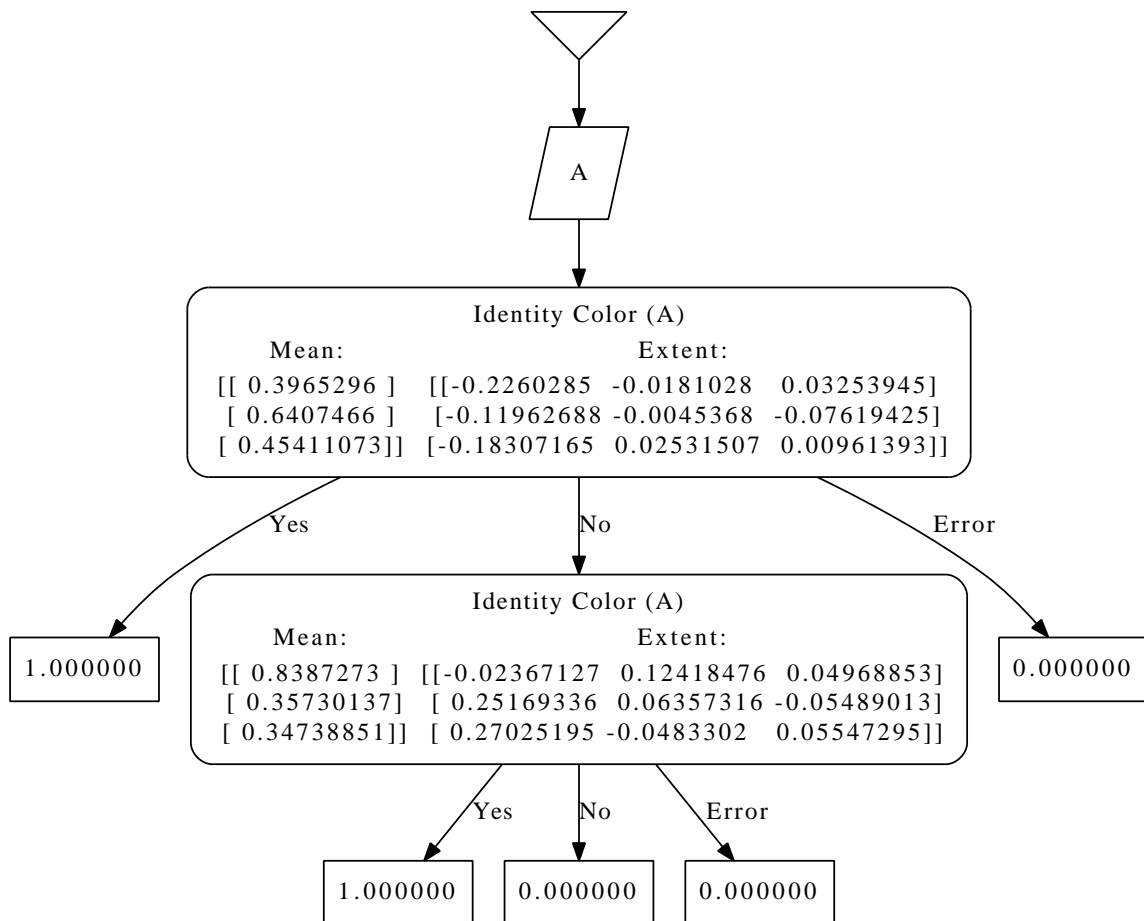 A
Identity Color (A)
Mean: Extent:
[[ 0.3965296 ] [[-0.2260285 -0.0181028 0.03253945]
[ 0.6407466 ] [-0.11962688 -0.0045368 -0.07619425]
[ 0.45411073]] [-0.18307165 0.02531507 0.00961393]]
Yes No Error
Identity Color (A)
Mean: Extent:
[[ 0.8387273 ] [[-0.02367127 0.12418476 0.04968853]
[ 0.35730137] [ 0.25169336 0.06357316 -0.05489013]
[ 0.34738851]] [ 0.27025195 -0.0483302 0.05547295]]
1.000000 0.000000
Yes No Error
1.000000 0.000000 0.000000